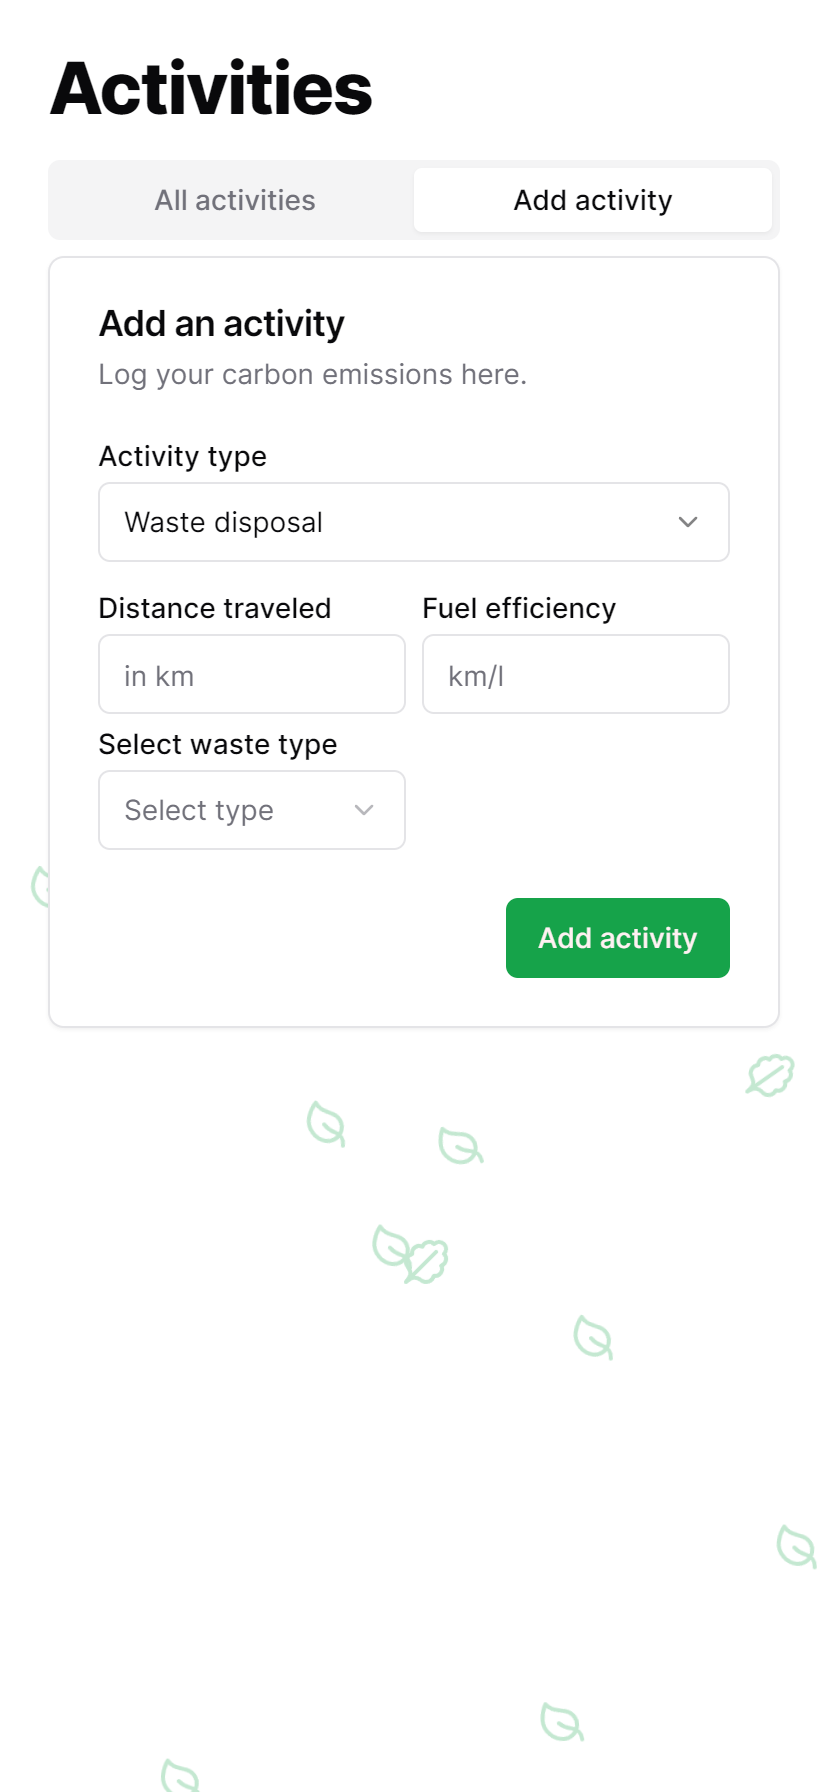 Activities
All activities
Add activity
Add an activity
Log your carbon emissions here.
Activity type
Waste disposal
Distance traveled
Fuel efficiency
in km
km/l
Select waste type
Select type
Add activity